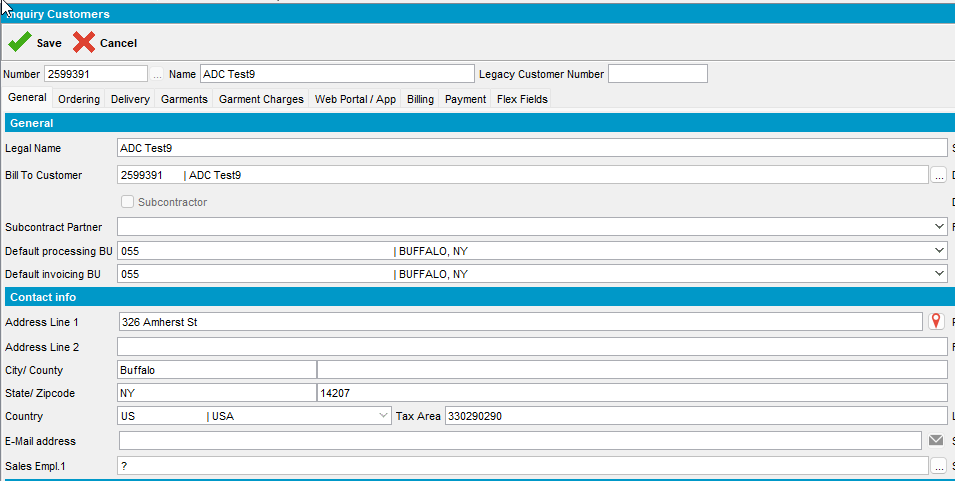 Inquiry Customers
Save Cancel
Number 2599391 ... Name ADC Test9 Legacy Customer Number
General Ordering Delivery Garments Garment Charges Web Portal / App Billing Payment Flex Fields
General
Legal Name ADC Test9
Bill To Customer 2599391 | ADC Test9 ...
Subcontractor
Subcontract Partner
Default processing BU 055 | BUFFALO, NY
Default invoicing BU 055 | BUFFALO, NY
Contact info
Address Line 1 326 Amherst St
Address Line 2
City/ County Buffalo
State/ Zipcode NY 14207
Country US | USA Tax Area 330290290
E-Mail address
Sales Empl.1 ? ...